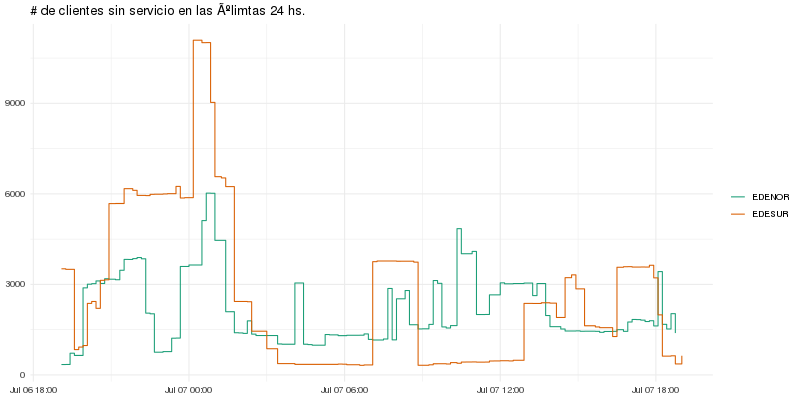 # de clientes sin servicio en las Ãºlimtas 24 hs.
9000
6000
3000
0
Jul 06 18:00
Jul 07 00:00
Jul 07 06:00
Jul 07 12:00
Jul 07 18:00
EDENOR
EDESUR